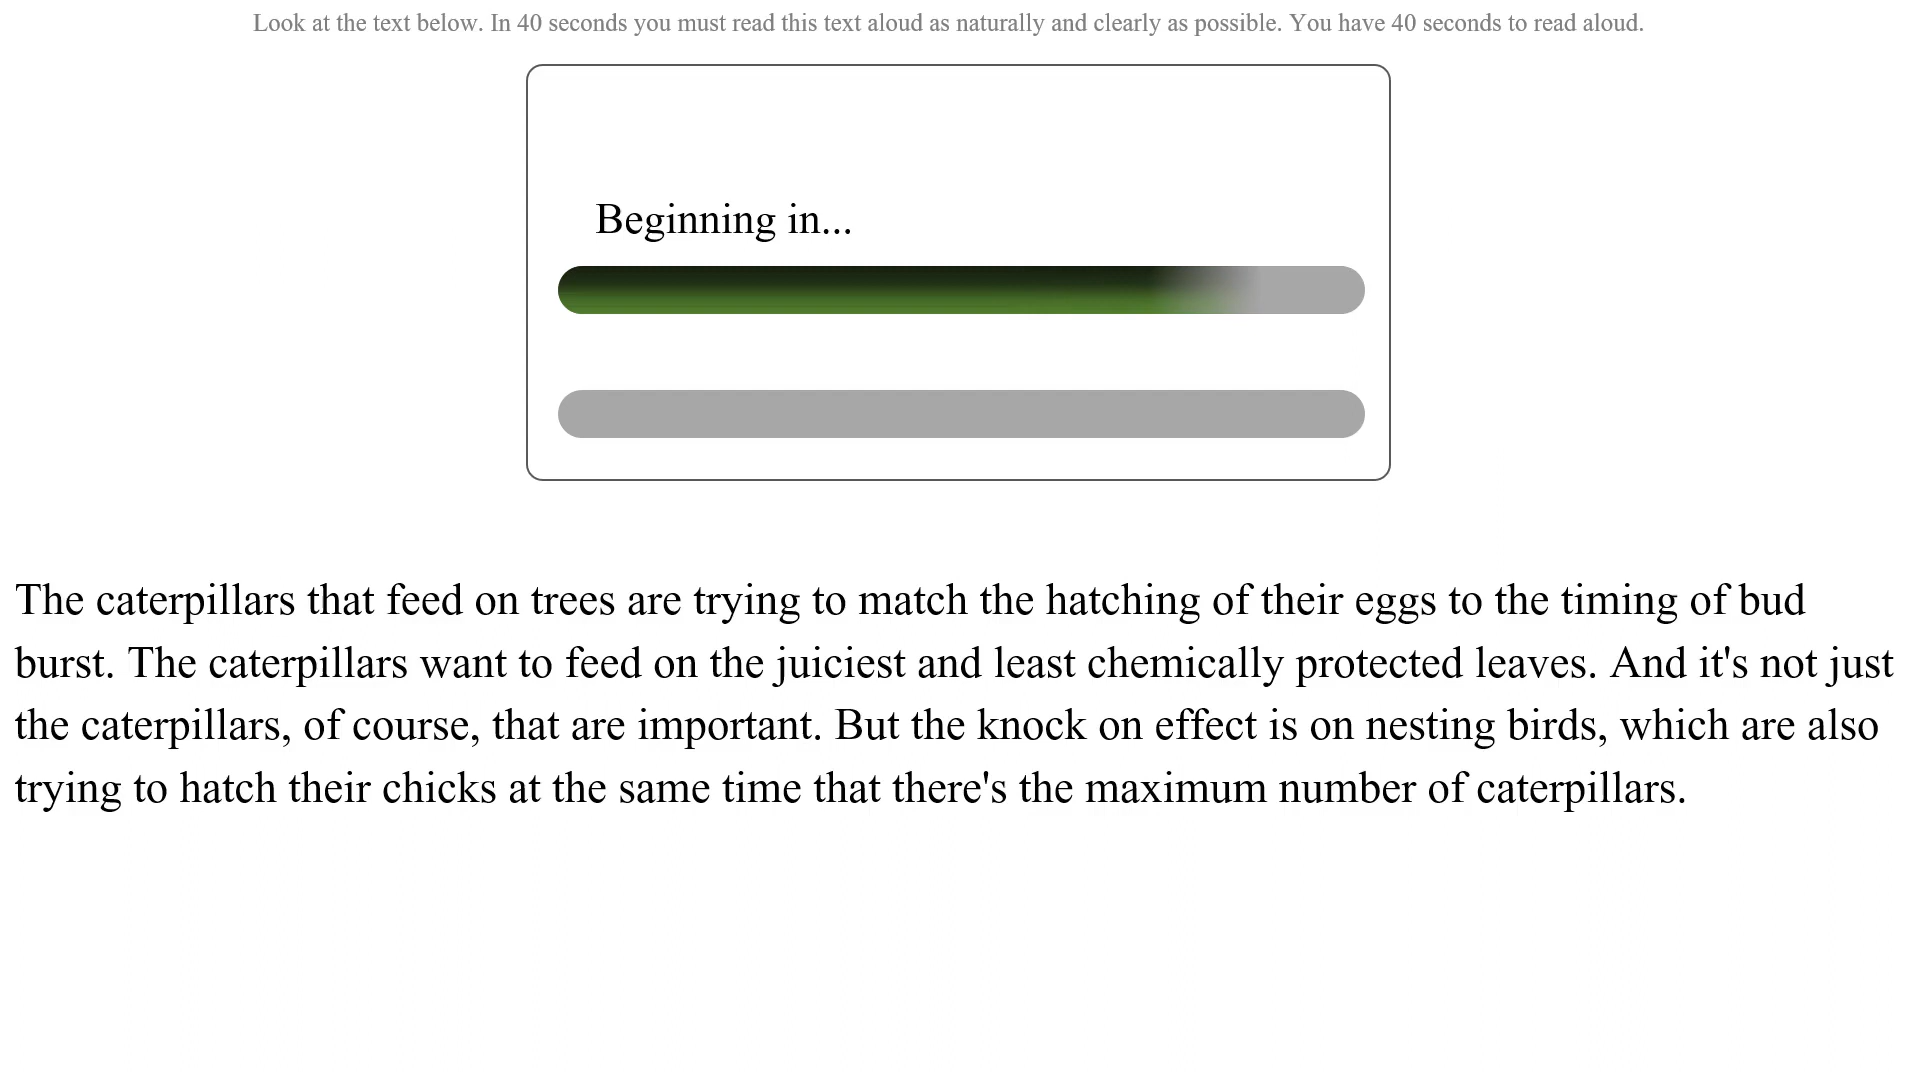 Look at the text below. In 40 seconds you must read this text aloud as naturally and clearly as possible. You have 40 seconds to read aloud.
Beginning in...
The caterpillars that feed on trees are trying to match the hatching of their eggs to the timing of bud
burst. The caterpillars want to feed on the juiciest and least chemically protected leaves. And it's not just
the caterpillars, of course, that are important. But the knock on effect is on nesting birds, which are also
trying to hatch their chicks at the same time that there's the maximum number of caterpillars.